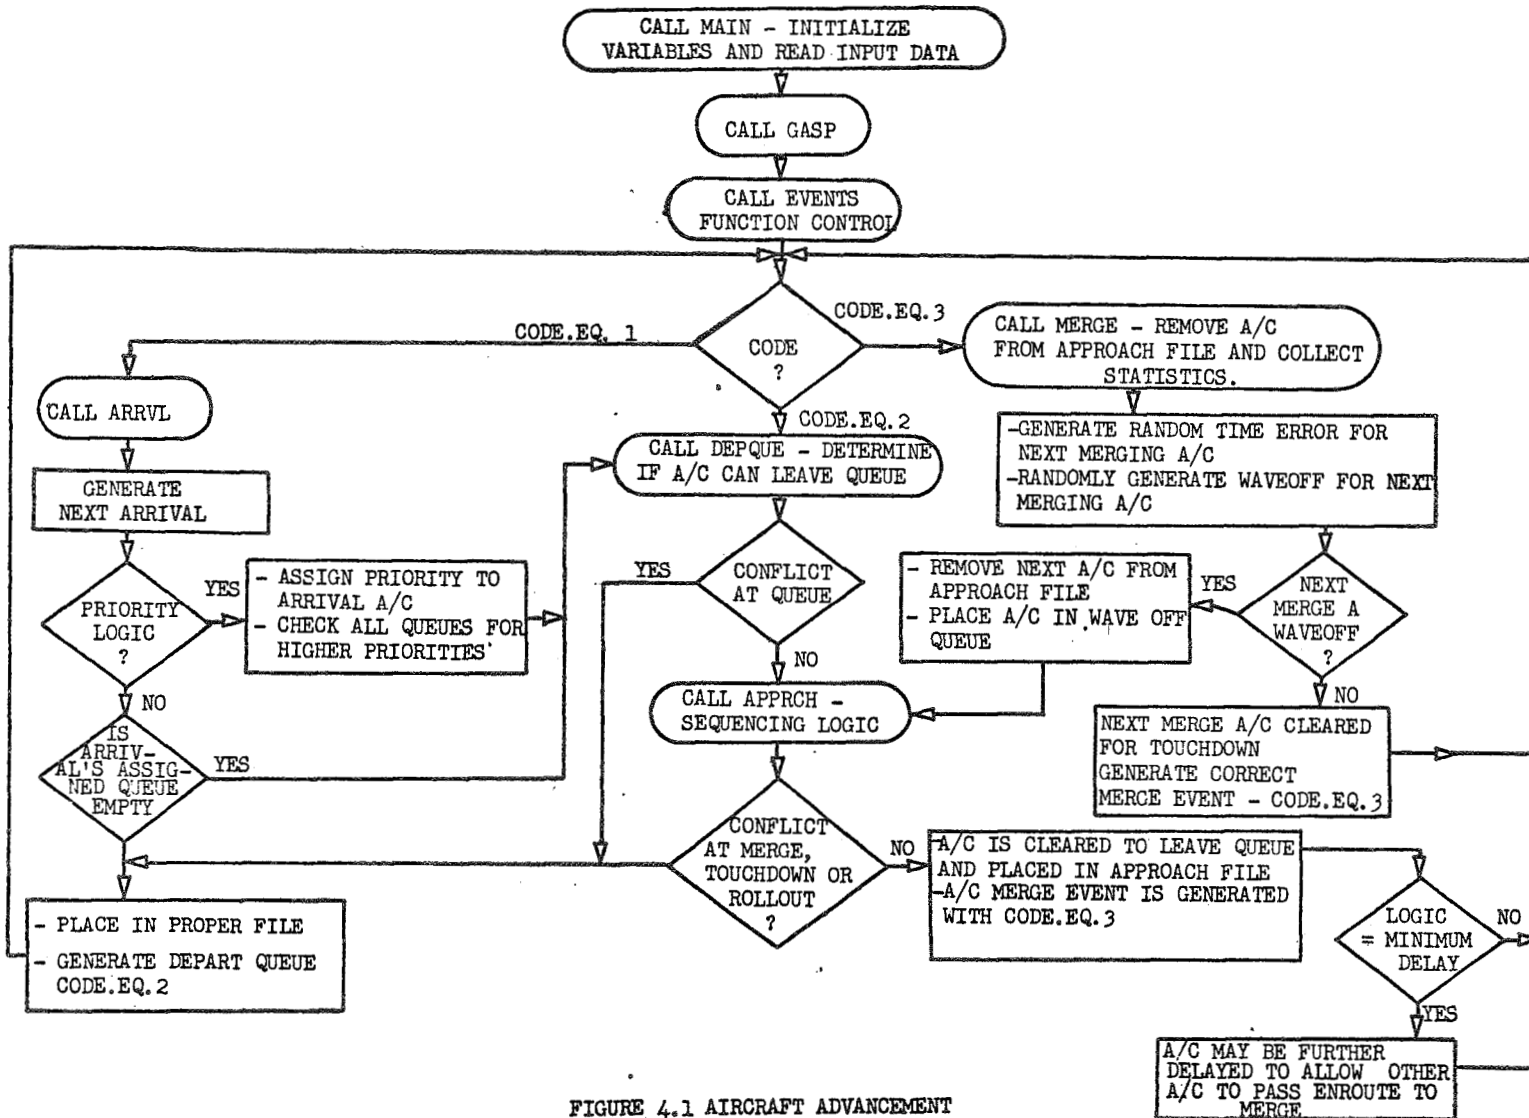 CALL MAIN - INITIALIZE
VARIABLES AND READ INPUT DATA
CALL GASP
CALL EVENTS
FUNCTION CONTROL
CODE
?
CODE.EQ. 1
CODE.EQ.3
CODE.EQ.2
CALL ARRVL
GENERATE
NEXT ARRIVAL
PRIORITY
LOGIC
?
YES
- ASSIGN PRIORITY TO
ARRIVAL A/C
- CHECK ALL QUEUES FOR
HIGHER PRIORITIES
NO
IS
ARRIV-
AL'S ASSIG-
NED QUEUE
EMPTY
YES
- PLACE IN PROPER FILE
- GENERATE DEPART QUEUE
CODE.EQ.2
CALL DEPQUE - DETERMINE
IF A/C CAN LEAVE QUEUE
YES
CONFLICT
AT QUEUE
NO
CALL APPRCH -
SEQUENCING LOGIC
CONFLICT
AT MERGE,
TOUCHDOWN OR
ROLLOUT
?
NO
-A/C IS CLEARED TO LEAVE QUEUE
AND PLACED IN APPROACH FILE
-A/C MERGE EVENT IS GENERATED
WITH CODE.EQ.3
LOGIC
= MINIMUM
DELAY
NO
YES
A/C MAY BE FURTHER
DELAYED TO ALLOW OTHER
A/C TO PASS ENROUTE TO
MERGE
CALL MERGE - REMOVE A/C
FROM APPROACH FILE AND COLLECT
STATISTICS.
-GENERATE RANDOM TIME ERROR FOR
NEXT MERGING A/C
-RANDOMLY GENERATE WAVEOFF FOR NEXT
MERGING A/C
NEXT
MERGE A
WAVEOFF
?
YES
- REMOVE NEXT A/C FROM
APPROACH FILE
- PLACE A/C IN WAVE OFF
QUEUE
NO
NEXT MERGE A/C CLEARED
FOR TOUCHDOWN
GENERATE CORRECT
MERGE EVENT - CODE.EQ.3
FIGURE 4.1 AIRCRAFT ADVANCEMENT